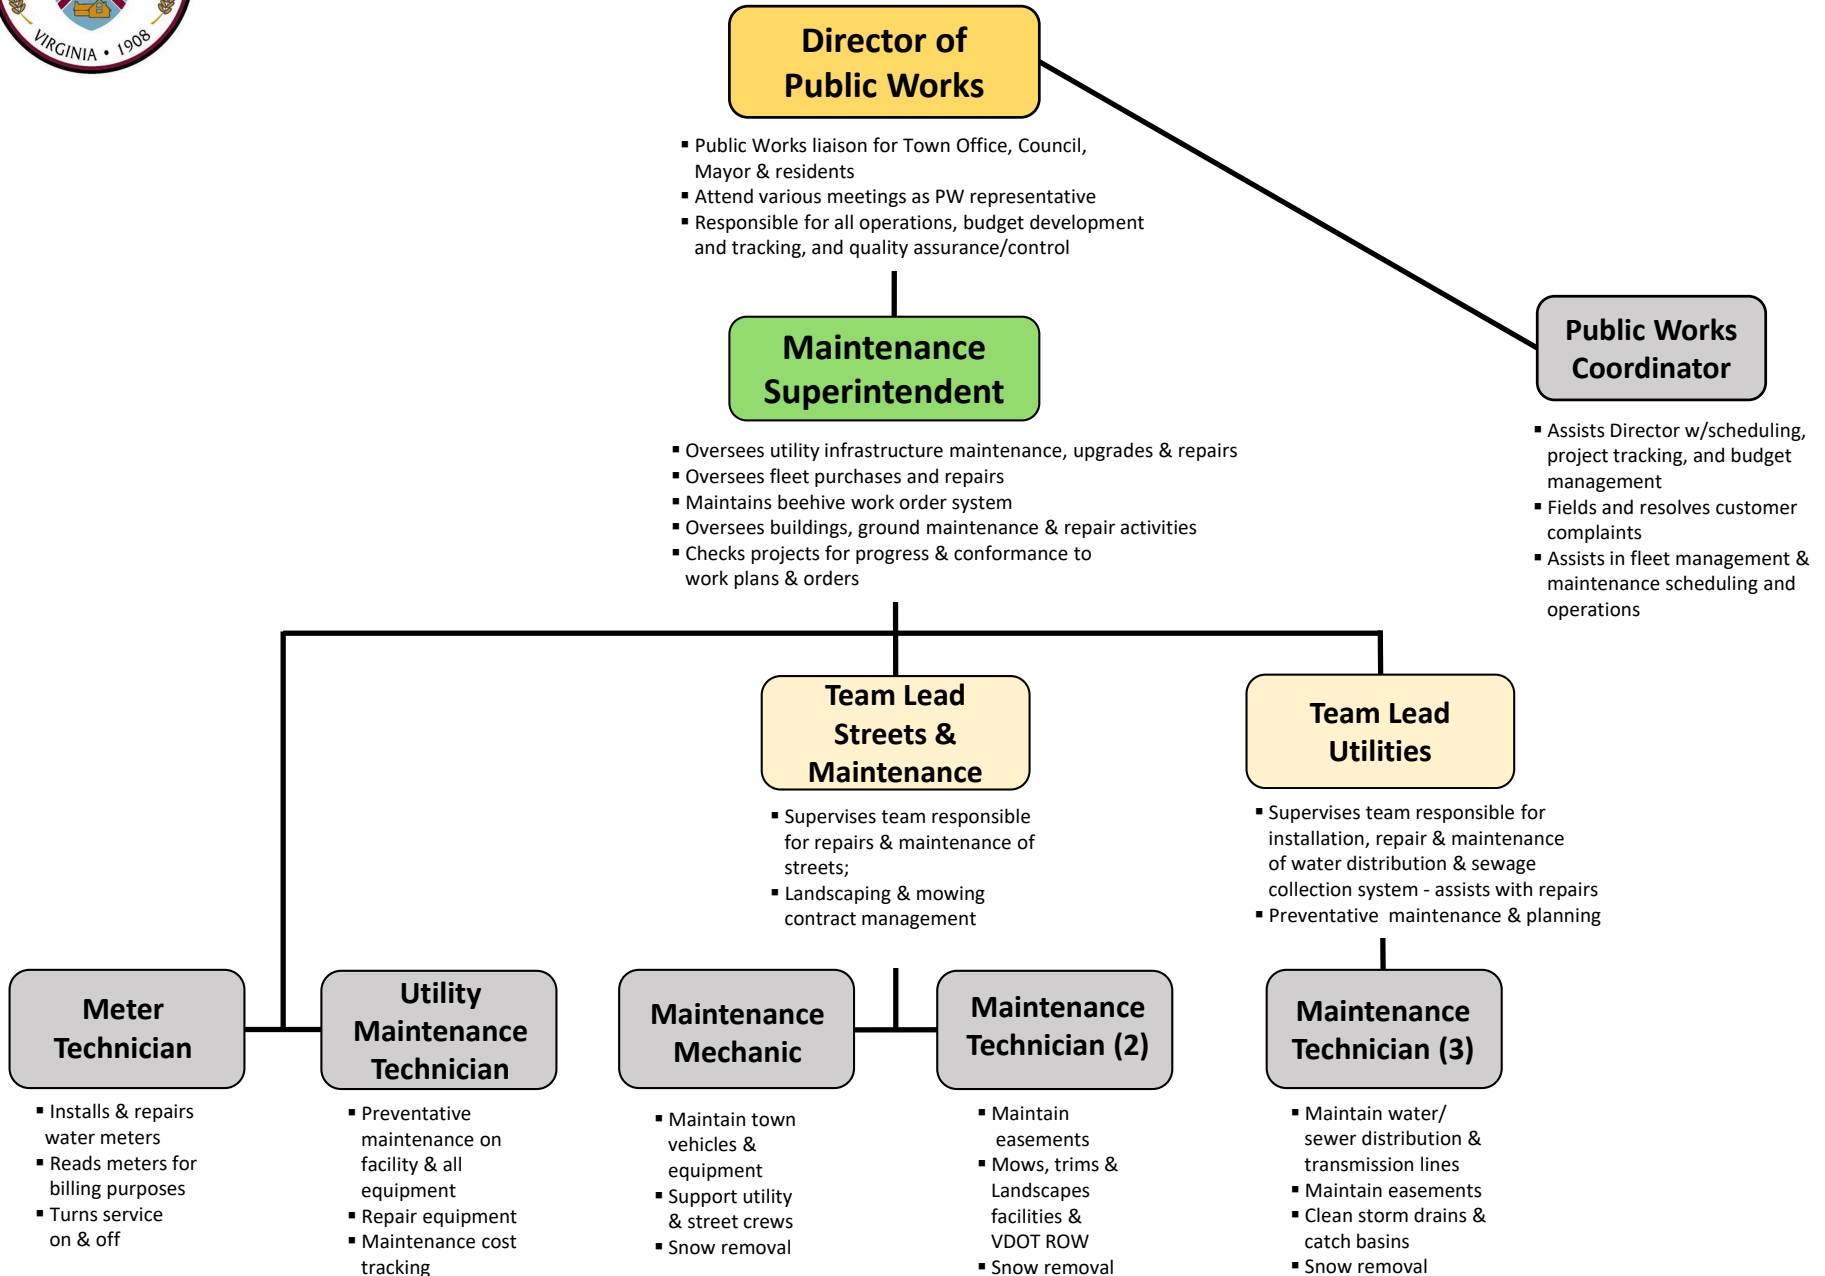 VIRGINIA • 1908
Director of
Public Works
▪ Public Works liaison for Town Office, Council,
Mayor & residents
▪ Attend various meetings as PW representative
▪ Responsible for all operations, budget development
and tracking, and quality assurance/control
Maintenance
Superintendent
▪ Oversees utility infrastructure maintenance, upgrades & repairs
▪ Oversees fleet purchases and repairs
▪ Maintains beehive work order system
▪ Oversees buildings, ground maintenance & repair activities
▪ Checks projects for progress & conformance to
work plans & orders
Public Works
Coordinator
▪ Assists Director w/scheduling,
project tracking, and budget
management
▪ Fields and resolves customer
complaints
▪ Assists in fleet management &
maintenance scheduling and
operations
Team Lead
Streets &
Maintenance
▪ Supervises team responsible
for repairs & maintenance of
streets;
▪ Landscaping & mowing
contract management
Team Lead
Utilities
▪ Supervises team responsible for
installation, repair & maintenance
of water distribution & sewage
collection system - assists with repairs
▪ Preventative maintenance & planning
Meter
Technician
▪ Installs & repairs
water meters
▪ Reads meters for
billing purposes
▪ Turns service
on & off
Utility
Maintenance
Technician
▪ Preventative
maintenance on
facility & all
equipment
▪ Repair equipment
▪ Maintenance cost
tracking
Maintenance
Mechanic
▪ Maintain town
vehicles &
equipment
▪ Support utility
& street crews
▪ Snow removal
Maintenance
Technician (2)
▪ Maintain
easements
▪ Mows, trims &
Landscapes
facilities &
VDOT ROW
▪ Snow removal
Maintenance
Technician (3)
▪ Maintain water/
sewer distribution &
transmission lines
▪ Maintain easements
▪ Clean storm drains &
catch basins
▪ Snow removal